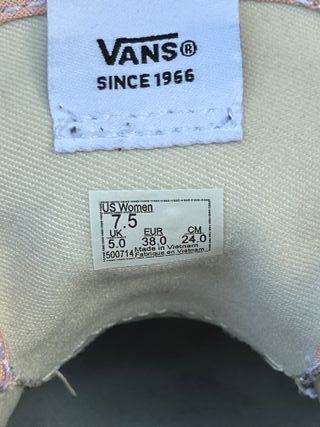 VANS®
SINCE 1966
US Women
7.5
UK EUR CM
5.0 38.0 24.0
500714 Made in Vietnam
Fabriqué en Vietnam